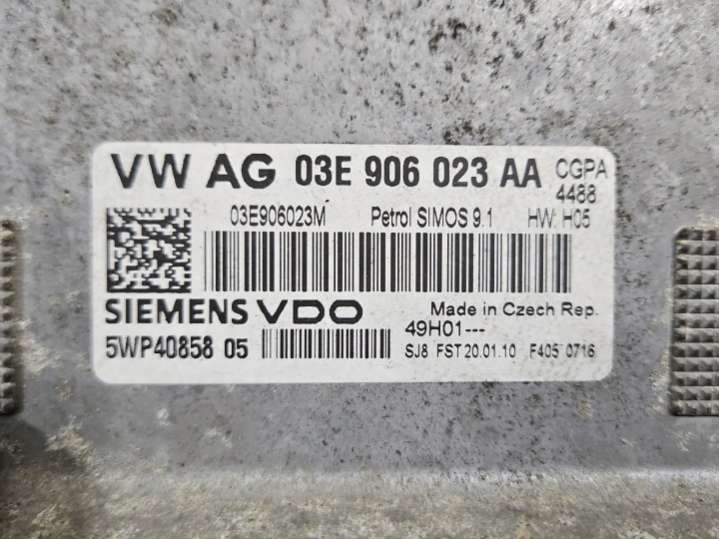 VW AG 03E 906 023 AA CGPA
4488
03E906023M Petrol SIMOS 9.1 HW: H05
SIEMENS VDO Made in Czech Rep.
49H01---
5WP40858 05 SJ8 FST 20.01.10 F405 0716